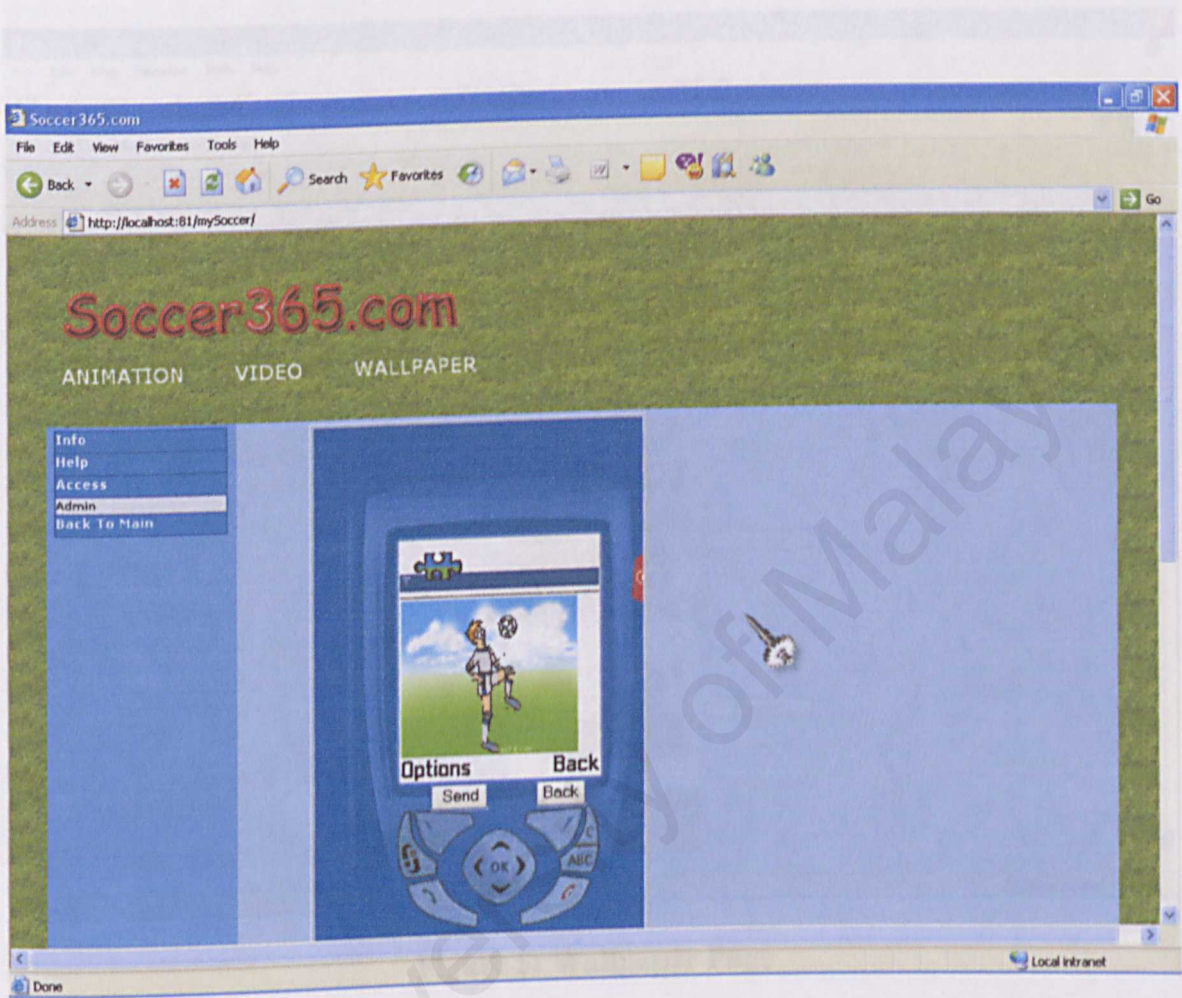 Soccer365.com
File Edit View Favorites Tools Help
Back Search Favorites
Address http://localhost:81/mySoccer/ Go
Soccer365.com
ANIMATION VIDEO WALLPAPER
Info
Help
Access
Admin
Back To Main
Options Back
Send Back
C
OK ABC
of Malay
Local intranet
Done